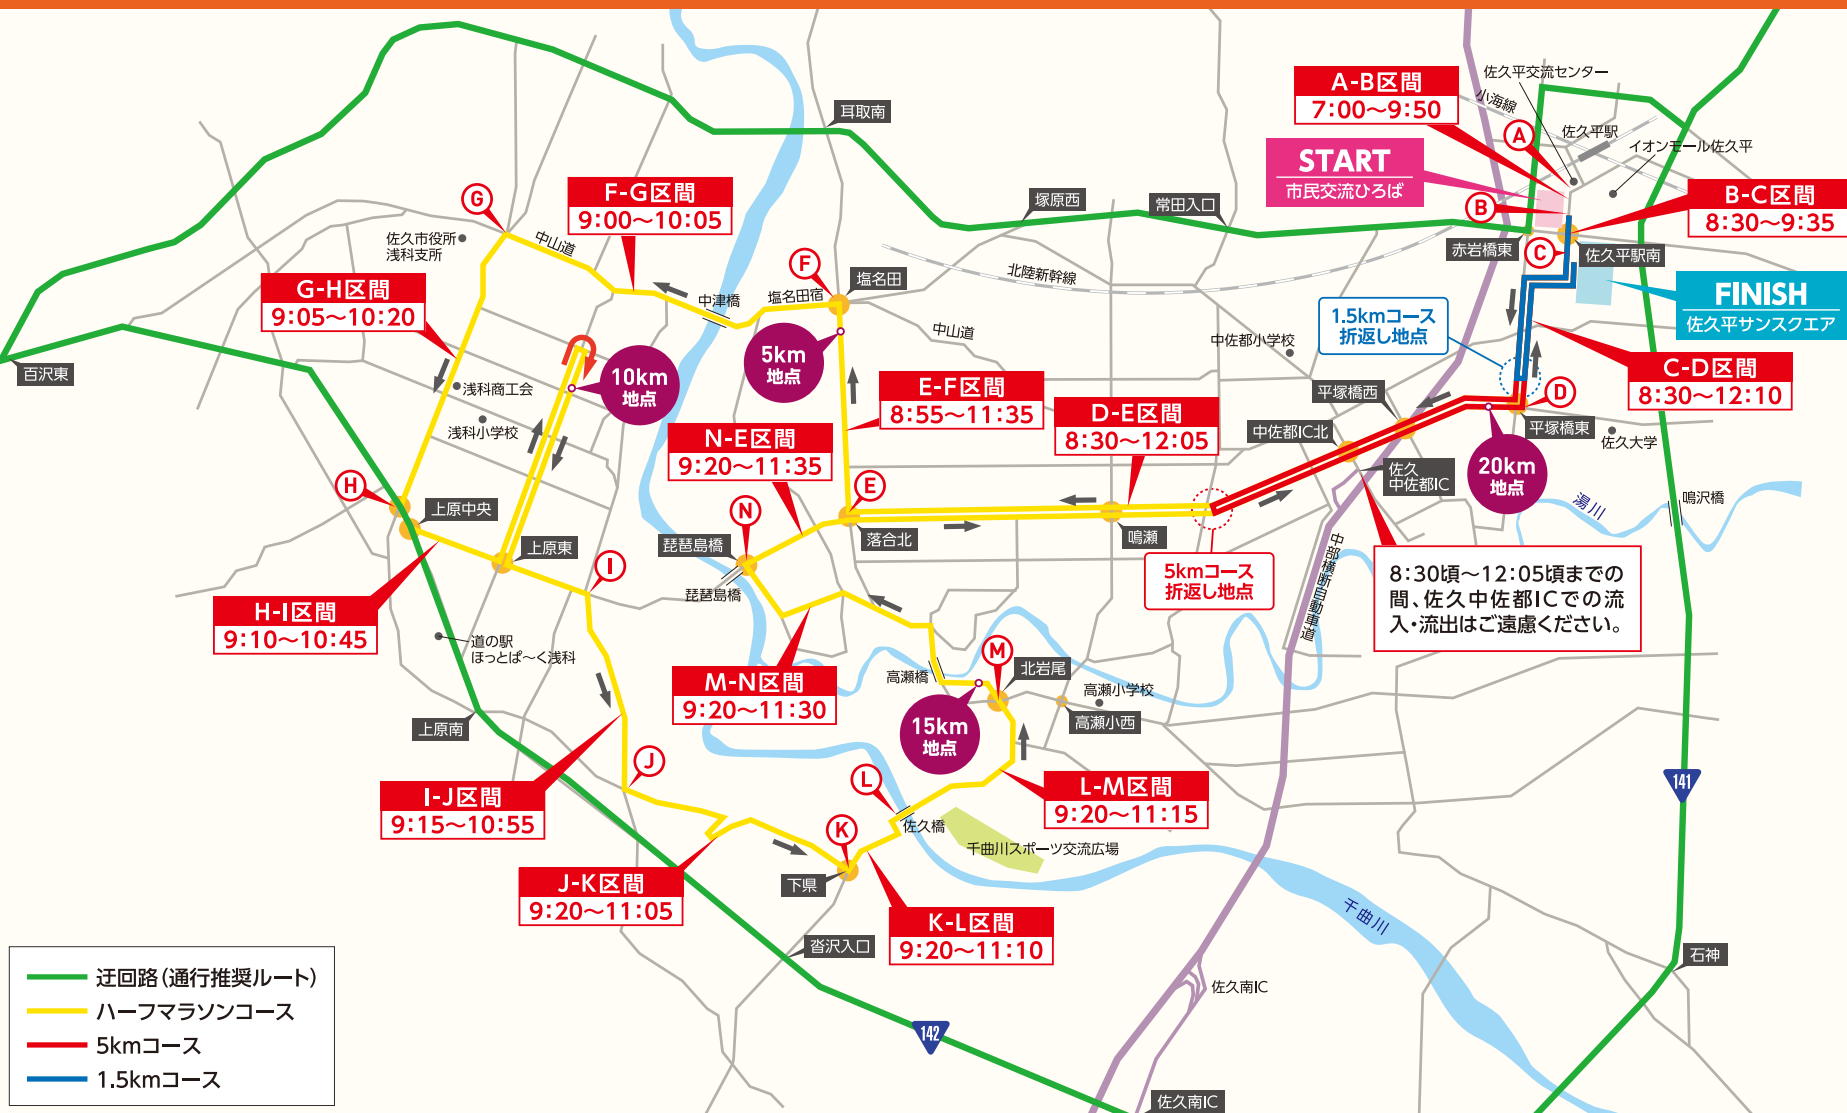 A-B区間
7:00〜9:50
佐久平交流センター
小海線
佐久平駅
イオンモール佐久平
A
START
市民交流ひろば
B
B-C区間
8:30〜9:35
C
赤岩橋東
佐久平駅南
FINISH
佐久平サンスクエア
耳取南
塚原西
常田入口
F-G区間
9:00〜10:05
G
佐久市役所
浅科支所
中山道
F
塩名田
塩名田宿
中津橋
北陸新幹線
中山道
G-H区間
9:05〜10:20
5km
地点
10km
地点
百沢東
浅科商工会
浅科小学校
1.5kmコース
折返し地点
中佐都小学校
C-D区間
8:30〜12:10
D
平塚橋西
平塚橋東
佐久大学
E-F区間
8:55〜11:35
D-E区間
8:30〜12:05
中佐都IC北
佐久
中佐都IC
20km
地点
N-E区間
9:20〜11:35
E
落合北
鳴瀬
湯川
鳴沢橋
H
上原中央
上原東
N
琵琶島橋
琵琶島橋
I
5kmコース
折返し地点
中部横断自動車道
8:30頃〜12:05頃までの
間、佐久中佐都ICでの流
入・流出はご遠慮ください。
H-I区間
9:10〜10:45
道の駅
ほっとぱ〜く浅科
M-N区間
9:20〜11:30
高瀬橋
M
北岩尾
高瀬小学校
高瀬小西
15km
地点
上原南
J
I-J区間
9:15〜10:55
L
佐久橋
L-M区間
9:20〜11:15
千曲川スポーツ交流広場
141
K
下県
J-K区間
9:20〜11:05
K-L区間
9:20〜11:10
千曲川
沓沢入口
石神
佐久南IC
142
佐久南IC
迂回路(通行推奨ルート)
ハーフマラソンコース
5kmコース
1.5kmコース